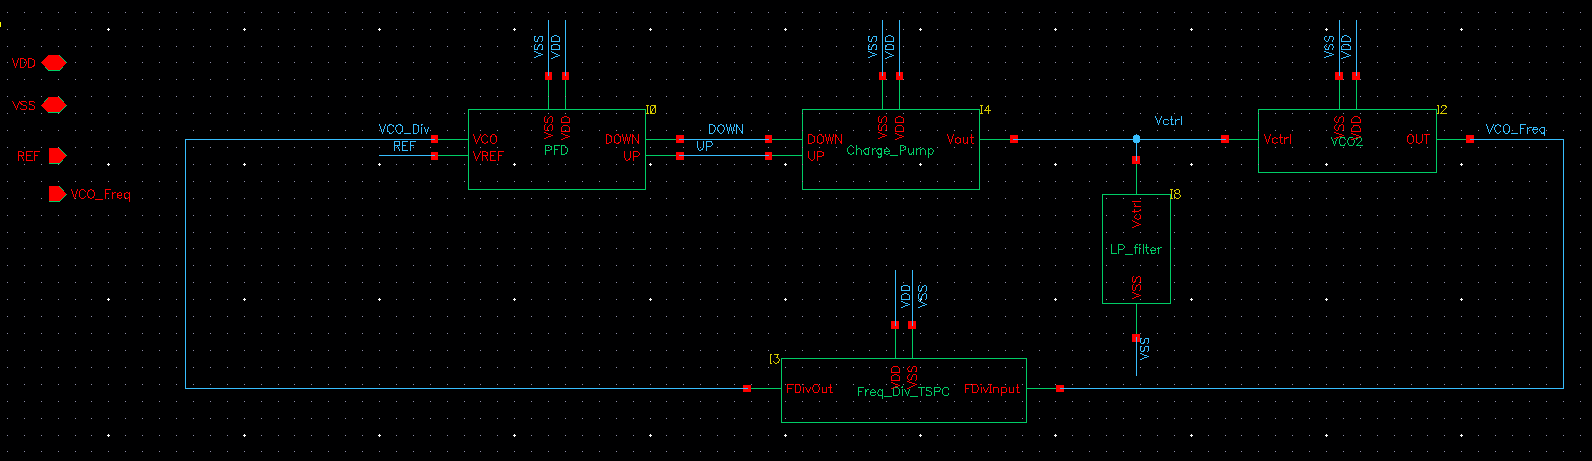 VDD
VSS
REF
VCO_Freq
VSS
VDD
I0
VCO_Div
REF
VCO
VREF
VSS
VDD
PFD
DOWN
UP
DOWN
UP
VSS
VDD
I4
DOWN
UP
VSS
VDD
Charge_Pump
Vout
Vctrl
VSS
VDD
I2
Vctrl
VSS
VDD
VCO2
OUT
VCO_Freq
I8
Vctrl
LP_filter
VSS
VSS
VDD
VSS
I3
FDivOut
VDD
VSS
Freq_Div_TSPC
FDivInput